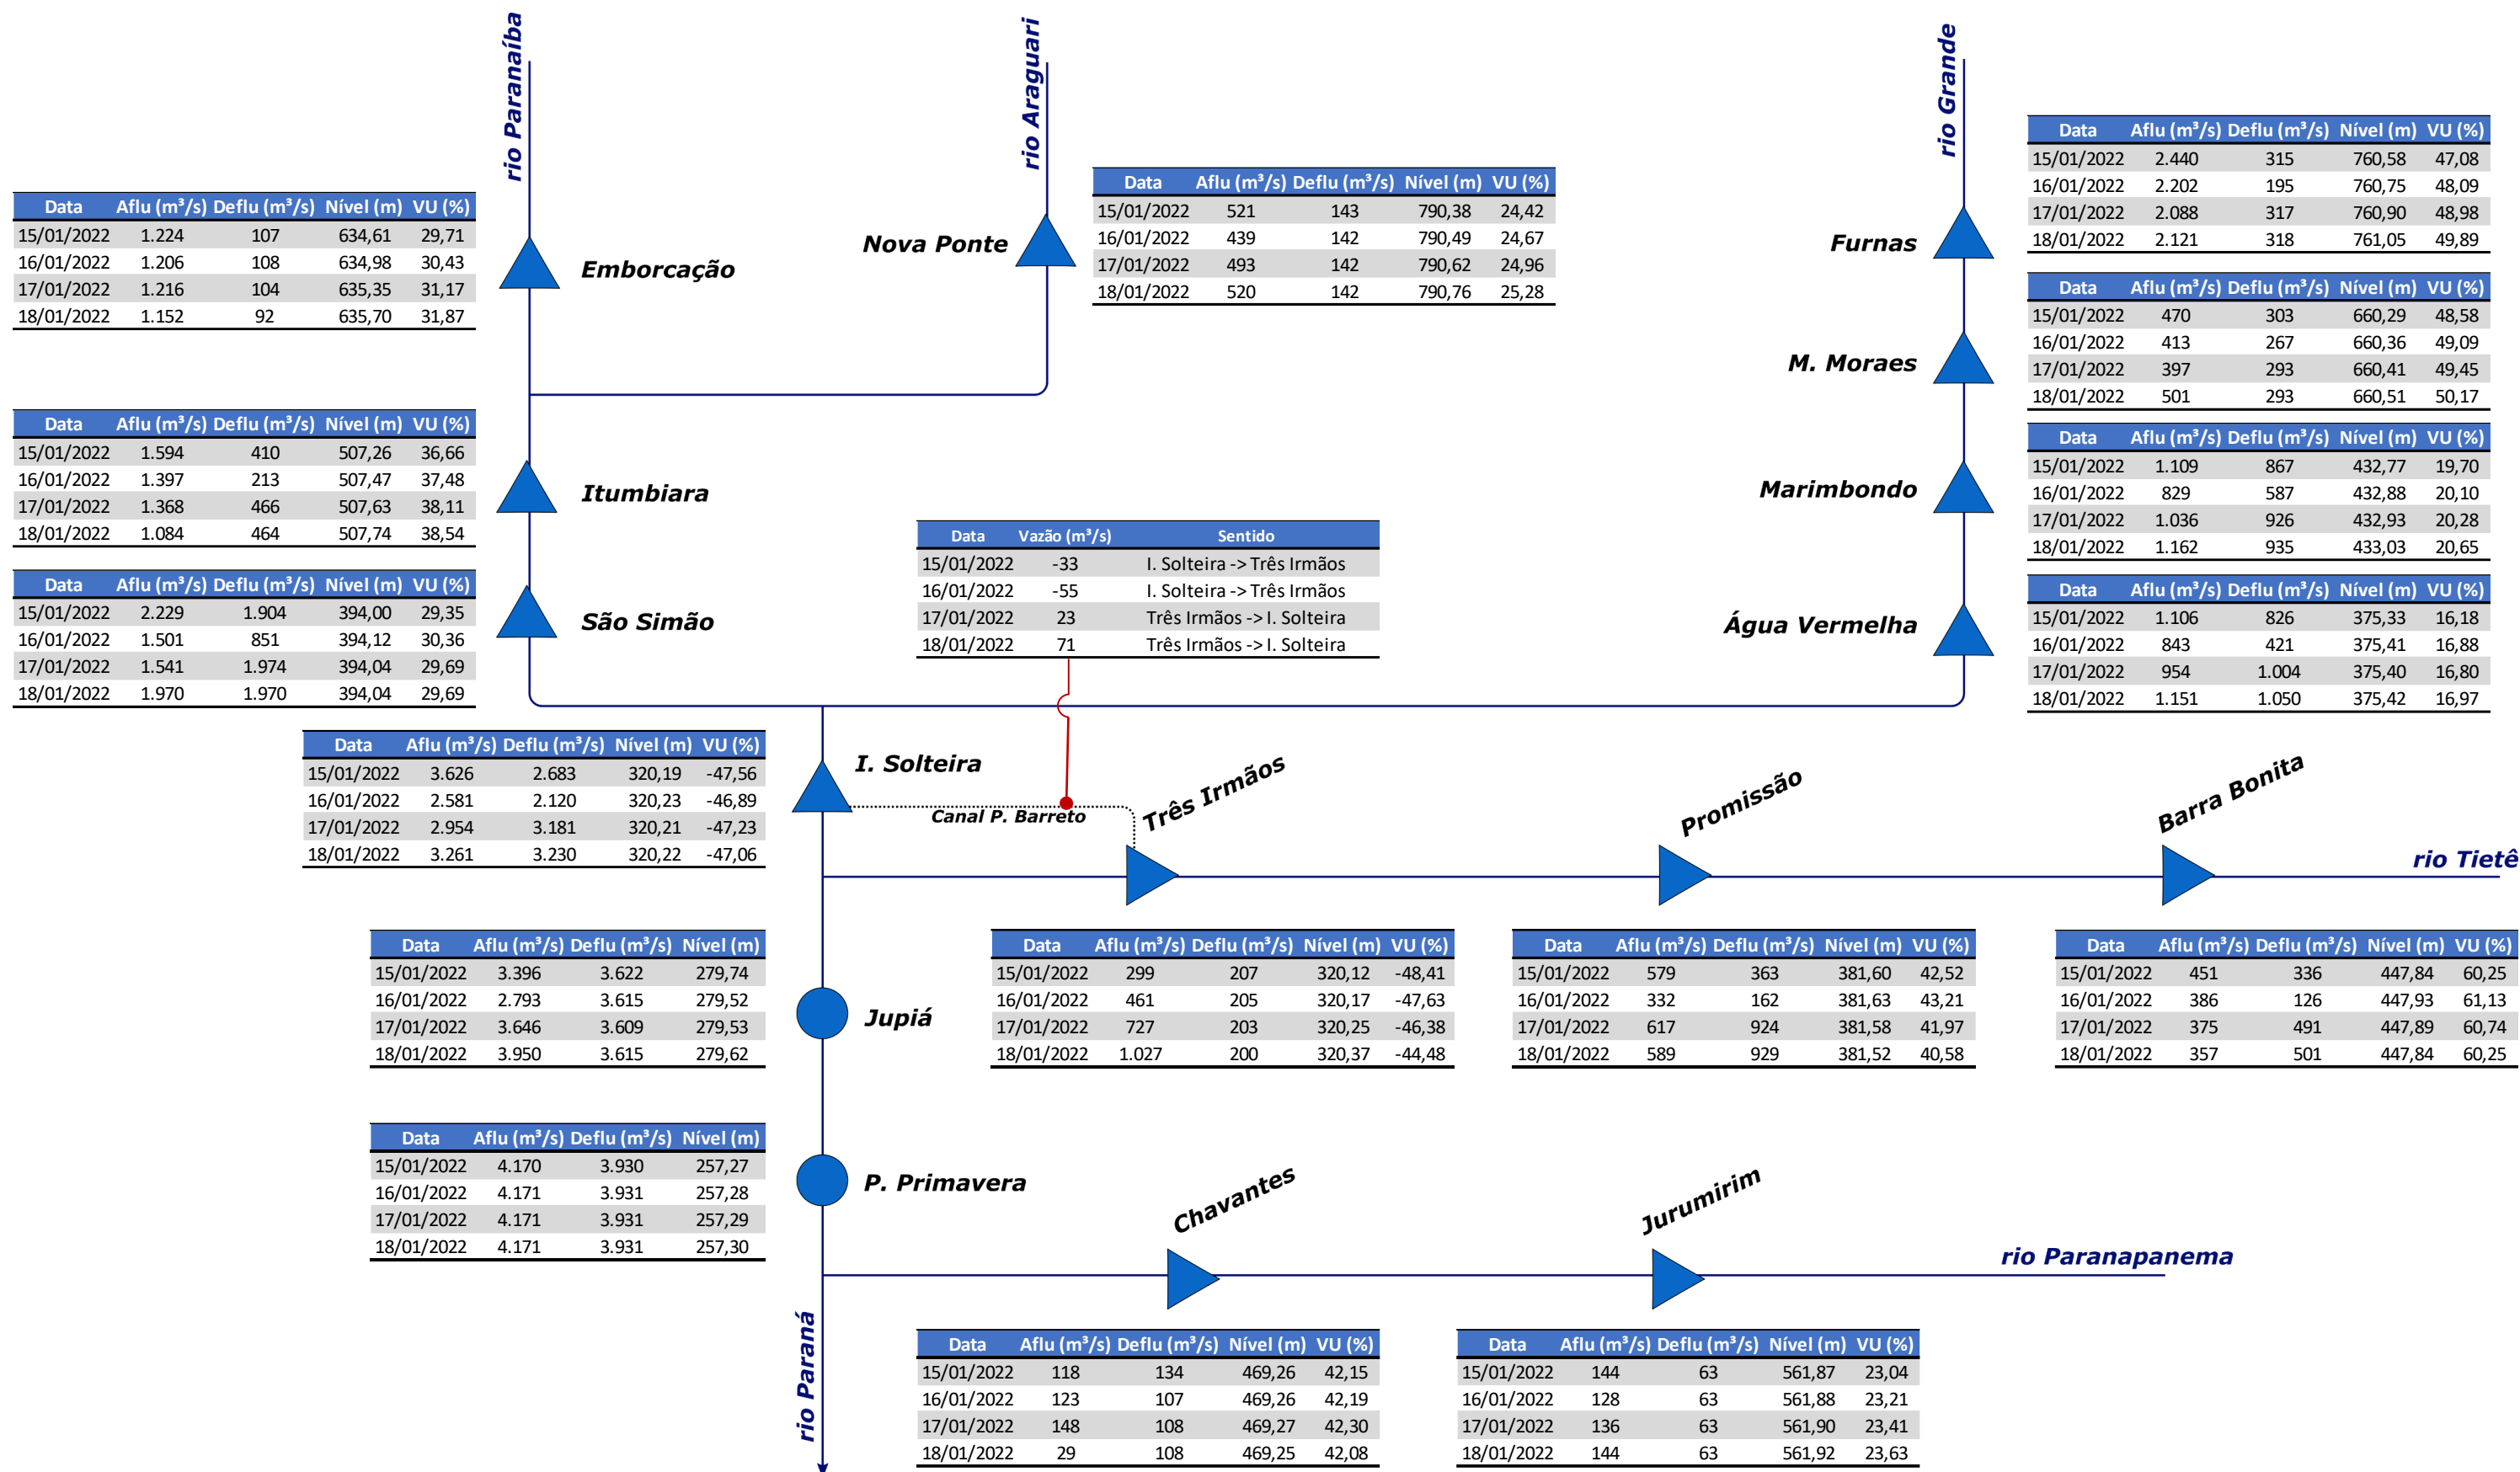 rio Paranaíba
rio Araguari
rio Grande
Data Aflu (m³/s) Deflu (m³/s) Nível (m) VU (%)
15/01/2022 2.440 315 760,58 47,08
16/01/2022 2.202 195 760,75 48,09
17/01/2022 2.088 317 760,90 48,98
18/01/2022 2.121 318 761,05 49,89
Furnas
Data Aflu (m³/s) Deflu (m³/s) Nível (m) VU (%)
15/01/2022 521 143 790,38 24,42
16/01/2022 439 142 790,49 24,67
17/01/2022 493 142 790,62 24,96
18/01/2022 520 142 790,76 25,28
Nova Ponte
Data Aflu (m³/s) Deflu (m³/s) Nível (m) VU (%)
15/01/2022 1.224 107 634,61 29,71
16/01/2022 1.206 108 634,98 30,43
17/01/2022 1.216 104 635,35 31,17
18/01/2022 1.152 92 635,70 31,87
Emborcação
Data Aflu (m³/s) Deflu (m³/s) Nível (m) VU (%)
15/01/2022 470 303 660,29 48,58
16/01/2022 413 267 660,36 49,09
17/01/2022 397 293 660,41 49,45
18/01/2022 501 293 660,51 50,17
M. Moraes
Data Aflu (m³/s) Deflu (m³/s) Nível (m) VU (%)
15/01/2022 1.594 410 507,26 36,66
16/01/2022 1.397 213 507,47 37,48
17/01/2022 1.368 466 507,63 38,11
18/01/2022 1.084 464 507,74 38,54
Itumbiara
Data Aflu (m³/s) Deflu (m³/s) Nível (m) VU (%)
15/01/2022 1.109 867 432,77 19,70
16/01/2022 829 587 432,88 20,10
17/01/2022 1.036 926 432,93 20,28
18/01/2022 1.162 935 433,03 20,65
Marimbondo
Data Vazão (m³/s) Sentido
15/01/2022 -33 I. Solteira -> Três Irmãos
16/01/2022 -55 I. Solteira -> Três Irmãos
17/01/2022 23 Três Irmãos -> I. Solteira
18/01/2022 71 Três Irmãos -> I. Solteira
Data Aflu (m³/s) Deflu (m³/s) Nível (m) VU (%)
15/01/2022 2.229 1.904 394,00 29,35
16/01/2022 1.501 851 394,12 30,36
17/01/2022 1.541 1.974 394,04 29,69
18/01/2022 1.970 1.970 394,04 29,69
São Simão
Data Aflu (m³/s) Deflu (m³/s) Nível (m) VU (%)
15/01/2022 1.106 826 375,33 16,18
16/01/2022 843 421 375,41 16,88
17/01/2022 954 1.004 375,40 16,80
18/01/2022 1.151 1.050 375,42 16,97
Água Vermelha
Data Aflu (m³/s) Deflu (m³/s) Nível (m) VU (%)
15/01/2022 3.626 2.683 320,19 -47,56
16/01/2022 2.581 2.120 320,23 -46,89
17/01/2022 2.954 3.181 320,21 -47,23
18/01/2022 3.261 3.230 320,22 -47,06
I. Solteira
Canal P. Barreto
Três Irmãos
Promissão
Barra Bonita
rio Tietê
Data Aflu (m³/s) Deflu (m³/s) Nível (m)
15/01/2022 3.396 3.622 279,74
16/01/2022 2.793 3.615 279,52
17/01/2022 3.646 3.609 279,53
18/01/2022 3.950 3.615 279,62
Jupiá
Data Aflu (m³/s) Deflu (m³/s) Nível (m) VU (%)
15/01/2022 299 207 320,12 -48,41
16/01/2022 461 205 320,17 -47,63
17/01/2022 727 203 320,25 -46,38
18/01/2022 1.027 200 320,37 -44,48
Data Aflu (m³/s) Deflu (m³/s) Nível (m) VU (%)
15/01/2022 579 363 381,60 42,52
16/01/2022 332 162 381,63 43,21
17/01/2022 617 924 381,58 41,97
18/01/2022 589 929 381,52 40,58
Data Aflu (m³/s) Deflu (m³/s) Nível (m) VU (%)
15/01/2022 451 336 447,84 60,25
16/01/2022 386 126 447,93 61,13
17/01/2022 375 491 447,89 60,74
18/01/2022 357 501 447,84 60,25
Data Aflu (m³/s) Deflu (m³/s) Nível (m)
15/01/2022 4.170 3.930 257,27
16/01/2022 4.171 3.931 257,28
17/01/2022 4.171 3.931 257,29
18/01/2022 4.171 3.931 257,30
P. Primavera
Chavantes
Jurumirim
rio Paranapanema
rio Paraná
Data Aflu (m³/s) Deflu (m³/s) Nível (m) VU (%)
15/01/2022 118 134 469,26 42,15
16/01/2022 123 107 469,26 42,19
17/01/2022 148 108 469,27 42,30
18/01/2022 29 108 469,25 42,08
Data Aflu (m³/s) Deflu (m³/s) Nível (m) VU (%)
15/01/2022 144 63 561,87 23,04
16/01/2022 128 63 561,88 23,21
17/01/2022 136 63 561,90 23,41
18/01/2022 144 63 561,92 23,63